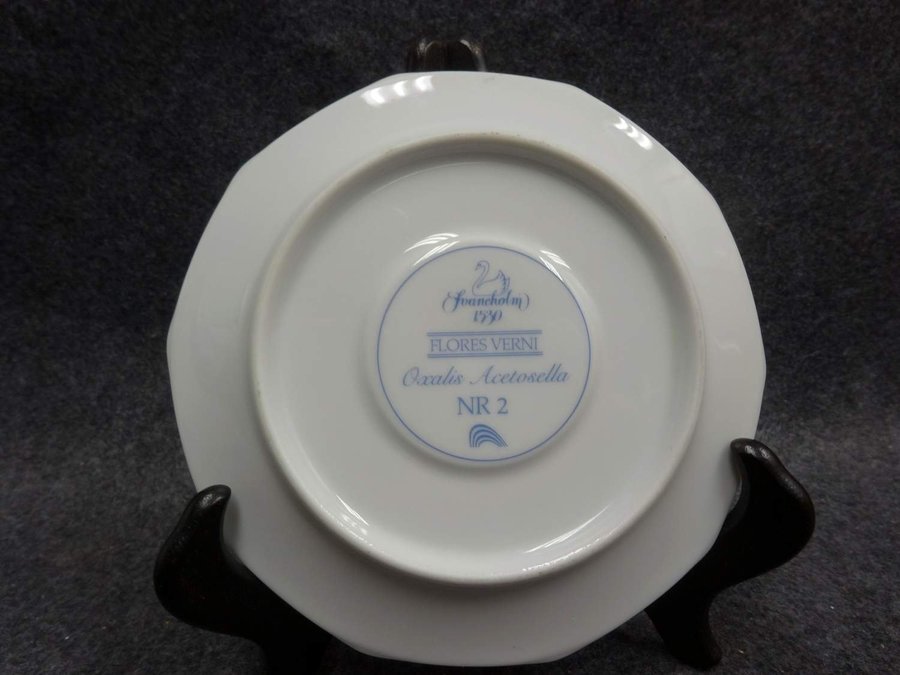 Svaneholm
1530
FLORES VERNI
Oxalis Acetosella
NR 2